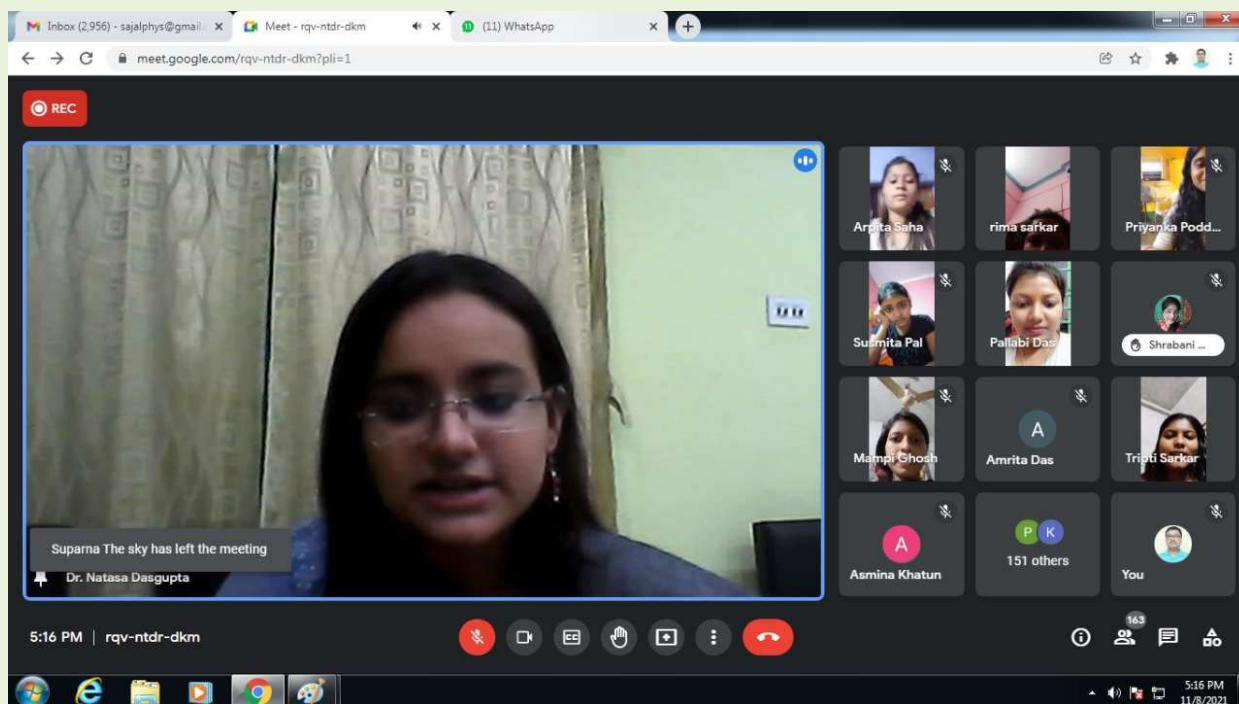 Inbox (2,956) - sajalphys@gmail.
Meet - rqv-ntdr-dkm
(11) WhatsApp
meet.google.com/rqv-ntdr-dkm?pli=1
REC
Arpita Saha
rima sarkar
Priyanka Podd...
Susmita Pal
Pallabi Das
Shrabani ...
Mampi Ghosh
A
Amrita Das
Tripti Sarkar
Suparna The sky has left the meeting
Dr. Natasa Dasgupta
A
Asmina Khatun
P K
151 others
You
5:16 PM | rqv-ntdr-dkm
CC
163
5:16 PM
11/8/2021